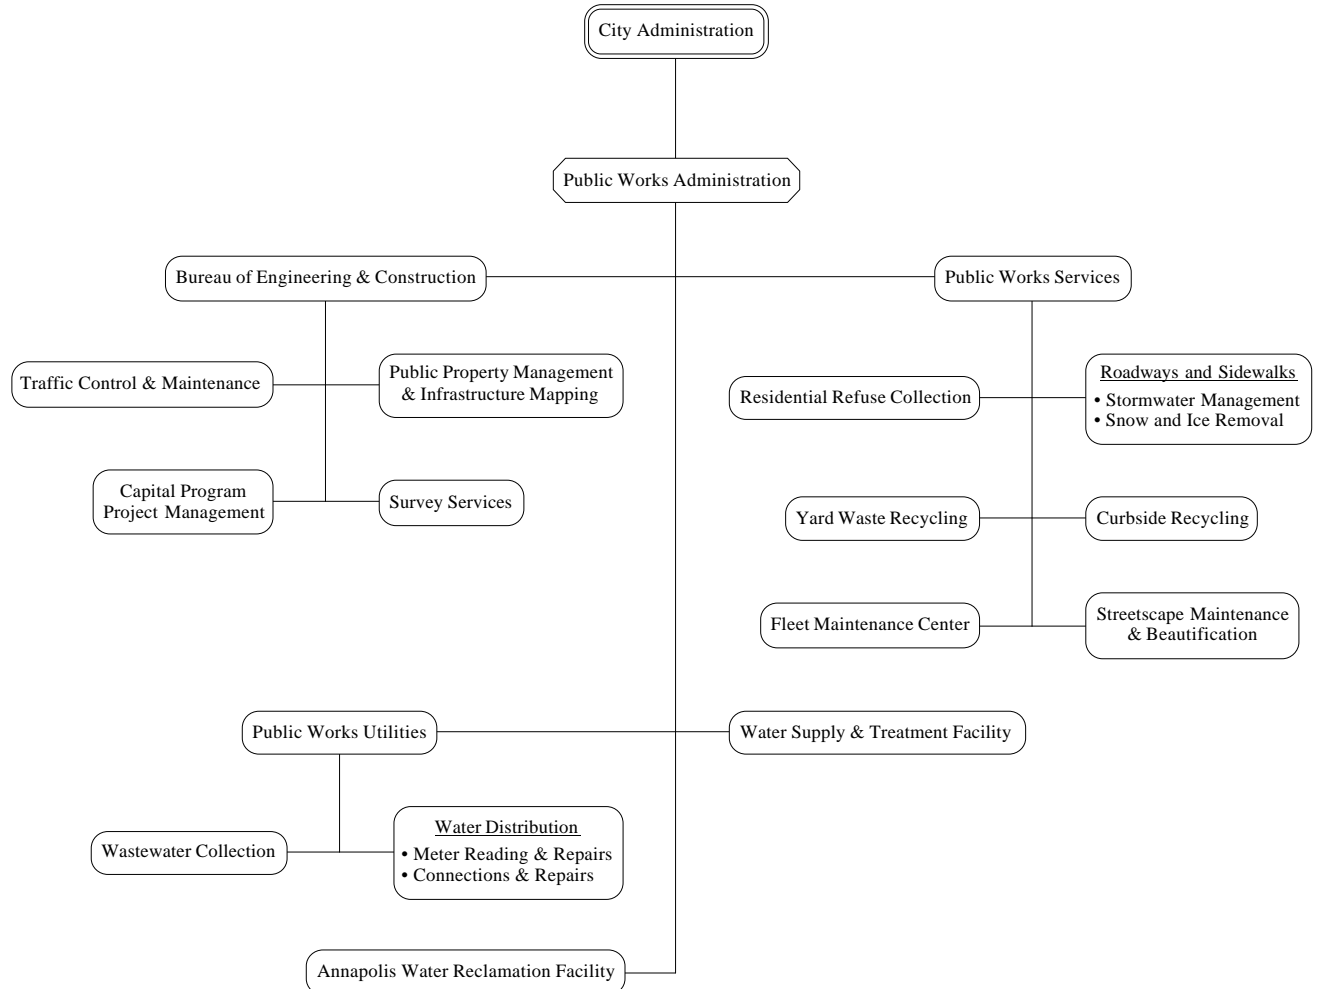 City Administration
Public Works Administration
Bureau of Engineering & Construction
Public Works Services
Traffic Control & Maintenance
Public Property Management
& Infrastructure Mapping
Residential Refuse Collection
Roadways and Sidewalks
• Stormwater Management
• Snow and Ice Removal
Capital Program
Project Management
Survey Services
Yard Waste Recycling
Curbside Recycling
Fleet Maintenance Center
Streetscape Maintenance
& Beautification
Public Works Utilities
Water Supply & Treatment Facility
Wastewater Collection
Water Distribution
• Meter Reading & Repairs
• Connections & Repairs
Annapolis Water Reclamation Facility